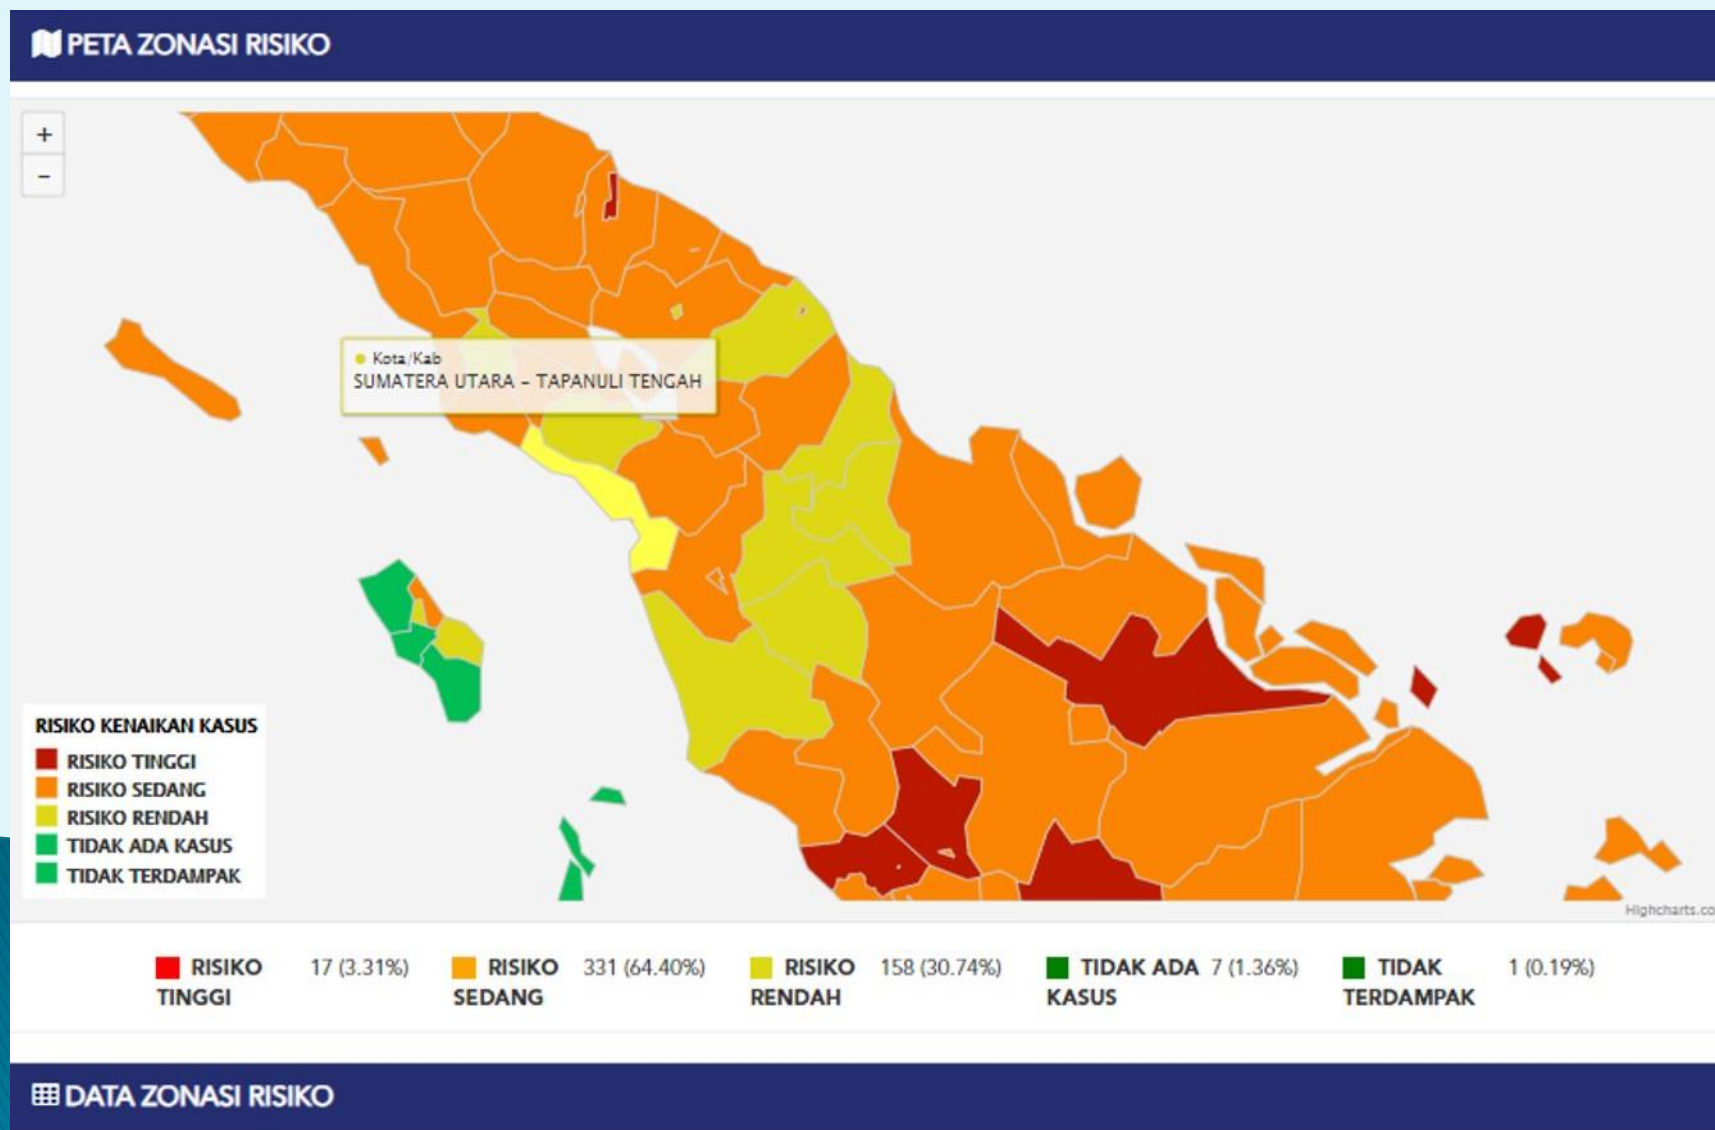 PETA ZONASI RISIKO
+
-
Kota/Kab
SUMATERA UTARA – TAPANULI TENGAH
RISIKO KENAIKAN KASUS
RISIKO TINGGI
RISIKO SEDANG
RISIKO RENDAH
TIDAK ADA KASUS
TIDAK TERDAMPAK
Highcharts.co
RISIKO TINGGI 17 (3.31%)
RISIKO SEDANG 331 (64.40%)
RISIKO RENDAH 158 (30.74%)
TIDAK ADA KASUS 7 (1.36%)
TIDAK TERDAMPAK 1 (0.19%)
DATA ZONASI RISIKO